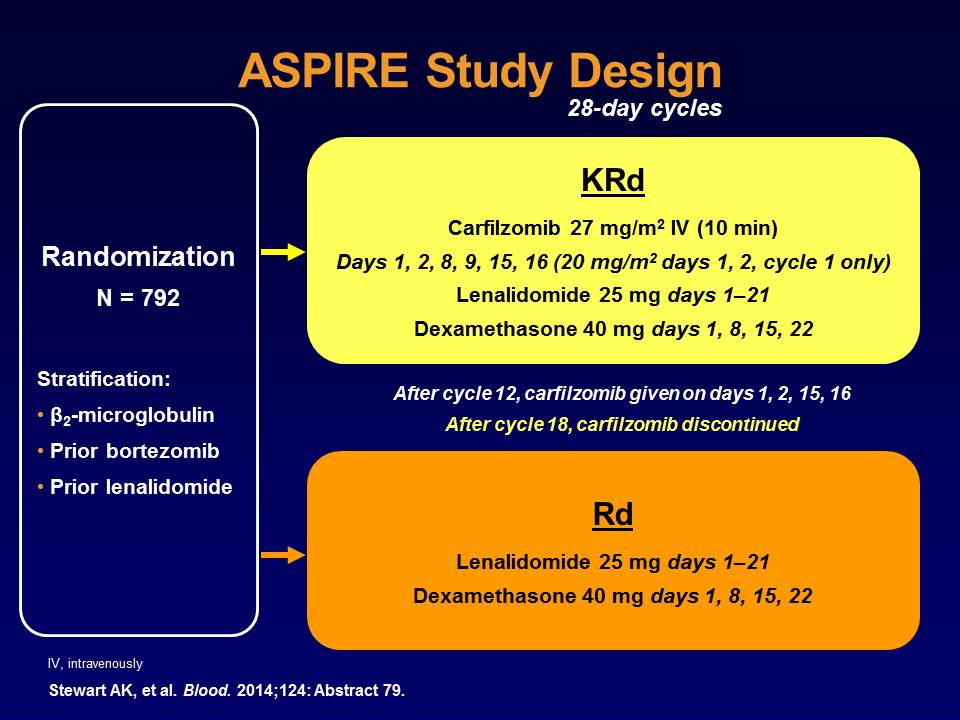 ASPIRE Study Design
28-day cycles
Randomization
N = 792
Stratification:
• β₂-microglobulin
• Prior bortezomib
• Prior lenalidomide
KRd
Carfilzomib 27 mg/m² IV (10 min)
Days 1, 2, 8, 9, 15, 16 (20 mg/m² days 1, 2, cycle 1 only)
Lenalidomide 25 mg days 1–21
Dexamethasone 40 mg days 1, 8, 15, 22
After cycle 12, carfilzomib given on days 1, 2, 15, 16
After cycle 18, carfilzomib discontinued
Rd
Lenalidomide 25 mg days 1–21
Dexamethasone 40 mg days 1, 8, 15, 22
IV, intravenously
Stewart AK, et al. Blood. 2014;124: Abstract 79.